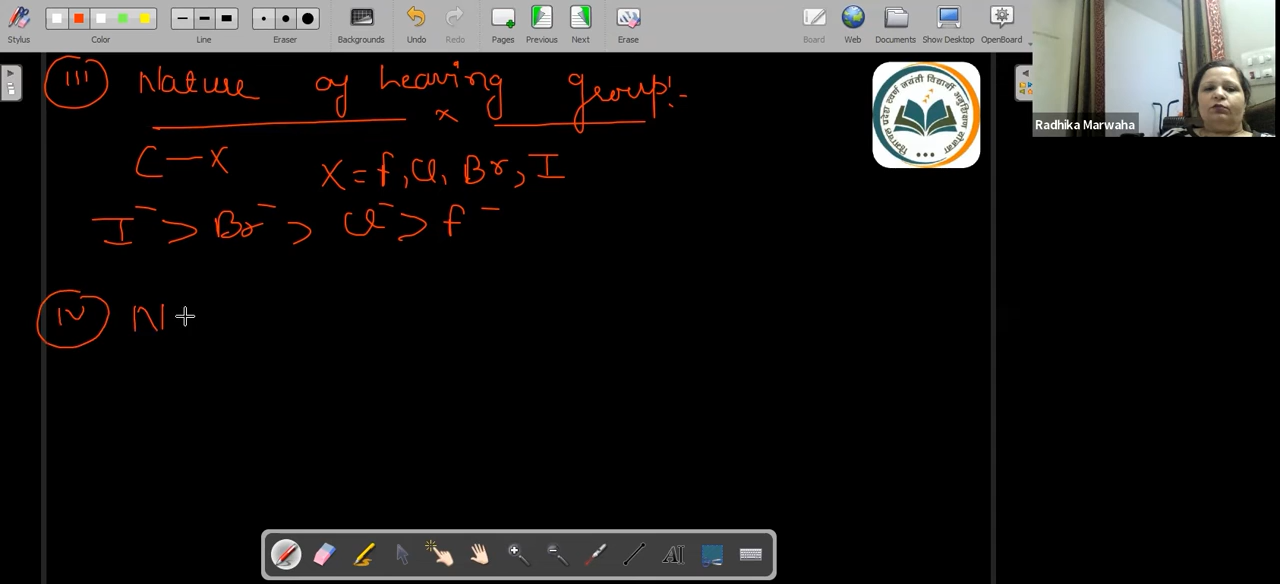 Stylus Color Line Eraser Backgrounds Undo Redo Pages Previous Next Erase Board Web Documents Show Desktop OpenBoard
Radhika Marwaha
III Nature of leaving group:-
x
C—X X = f, Cl, Br, I
I⁻ > Br⁻ > Cl⁻ > f⁻
IV N
AI